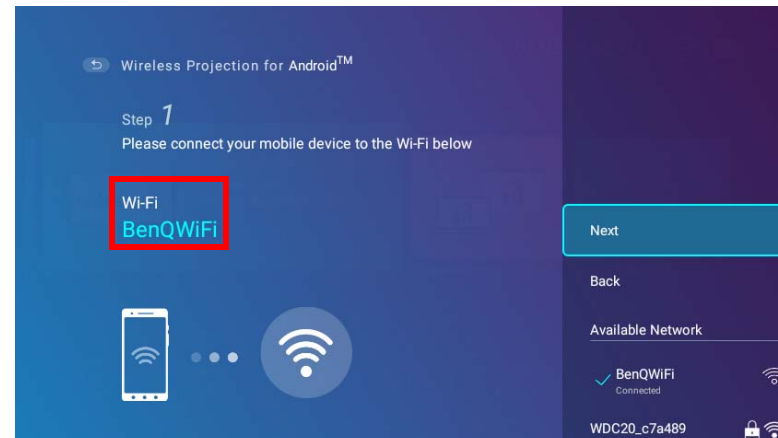 Wireless Projection for Android™
Step 1
Please connect your mobile device to the Wi-Fi below
Wi-Fi
BenQWiFi
Next
Back
Available Network
BenQWiFi
Connected
WDC20_c7a489